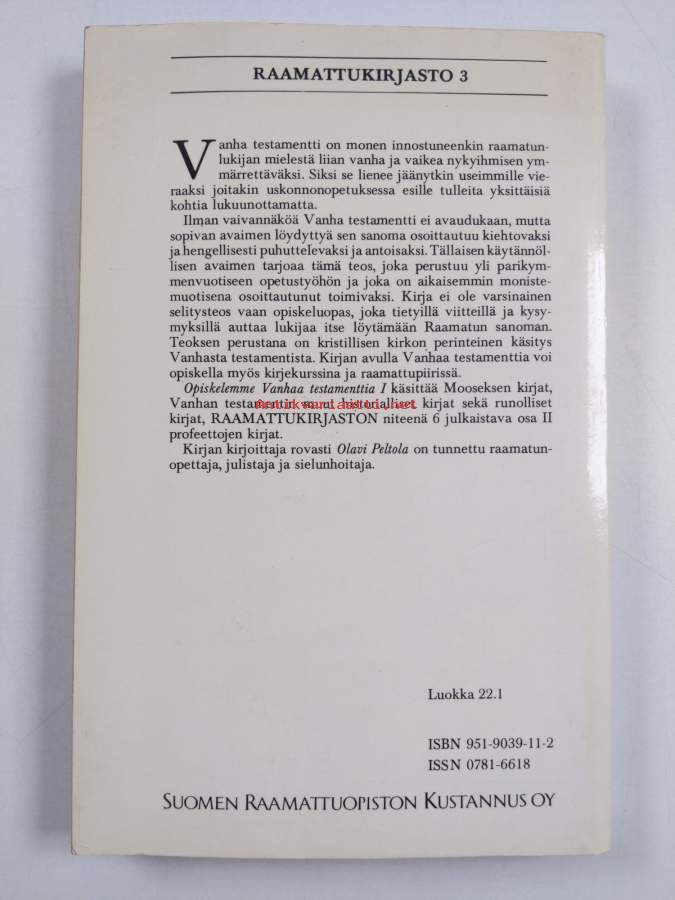 RAAMATTUKIRJASTO 3
Vanha testamentti on monen innostuneenkin raamatun-
lukijan mielestä liian vanha ja vaikea nykyihmisen ym-
märrettäväksi. Siksi se lienee jäänytkin useimmille vie-
raaksi joitakin uskonnonopetuksessa esille tulleita yksittäisiä
kohtia lukuunottamatta.
Ilman vaivannäköä Vanha testamentti ei avaudukaan, mutta
sopivan avaimen löydyttyä sen sanoma osoittautuu kiehtovaksi
ja hengellisesti puhuttelevaksi ja antoisaksi. Tällaisen käytännöl-
lisen avaimen tarjoaa tämä teos, joka perustuu yli parikym-
menvuotiseen opetustyöhön ja joka on aikaisemmin moniste-
muotisena osoittautunut toimivaksi. Kirja ei ole varsinainen
selitysteos vaan opiskeluopas, joka tietyillä viitteillä ja kysy-
myksillä auttaa lukijaa itse löytämään Raamatun sanoman.
Teoksen perustana on kristillisen kirkon perinteinen käsitys
Vanhasta testamentista. Kirjan avulla Vanhaa testamenttia voi
opiskella myös kirjekurssina ja raamattupiirissä.
Opiskelemme Vanhaa testamenttia I käsittää Mooseksen kirjat,
Vanhan testamentin muut historialliset kirjat sekä runolliset
antikvariaatti.net
kirjat, RAAMATTUKIRJASTON niteenä 6 julkaistava osa II
profeettojen kirjat.
Kirjan kirjoittaja rovasti Olavi Peltola on tunnettu raamatun-
opettaja, julistaja ja sielunhoitaja.
Luokka 22.1
ISBN 951-9039-11-2
ISSN 0781-6618
SUOMEN RAAMATTUOPISTON KUSTANNUS OY